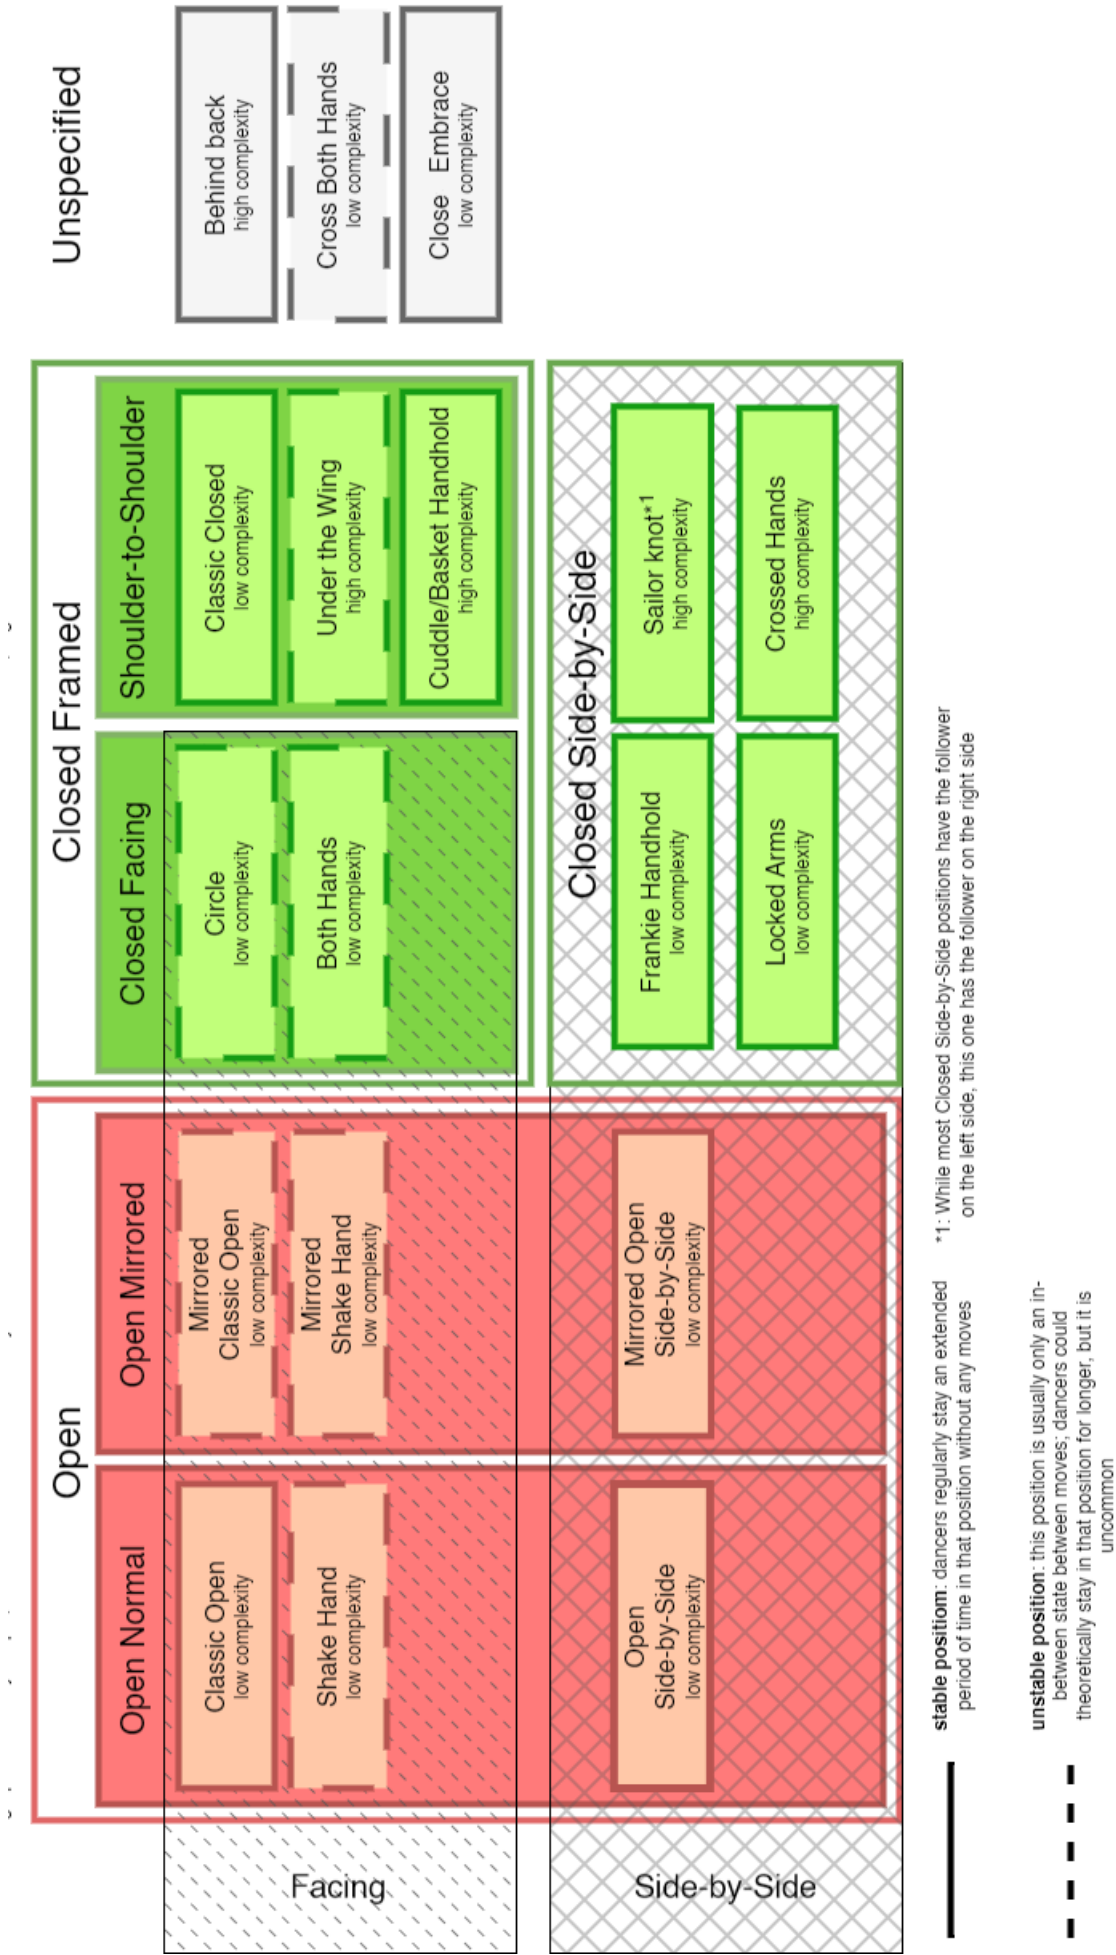 Open
Closed Framed
Unspecified
Open Normal
Open Mirrored
Closed Facing
Shoulder-to-Shoulder
Classic Open
low complexity
Mirrored
Classic Open
low complexity
Circle
low complexity
Classic Closed
low complexity
Behind back
high complexity
Shake Hand
low complexity
Mirrored
Shake Hand
low complexity
Both Hands
low complexity
Under the Wing
high complexity
Cross Both Hands
low complexity
Facing
Cuddle/Basket Handhold
high complexity
Close Embrace
low complexity
Closed Side-by-Side
Side-by-Side
Open
Side-by-Side
low complexity
Mirrored Open
Side-by-Side
low complexity
Frankie Handhold
low complexity
Sailor knot*1
high complexity
Locked Arms
low complexity
Crossed Hands
high complexity
stable positiom: dancers regularly stay an extended
period of time in that position without any moves
*1: While most Closed Side-by-Side positions have the follower
on the left side, this one has the follower on the right side
unstable position: this position is usually only an in-
between state between moves; dancers could
theoretically stay in that position for longer, but it is
uncommon